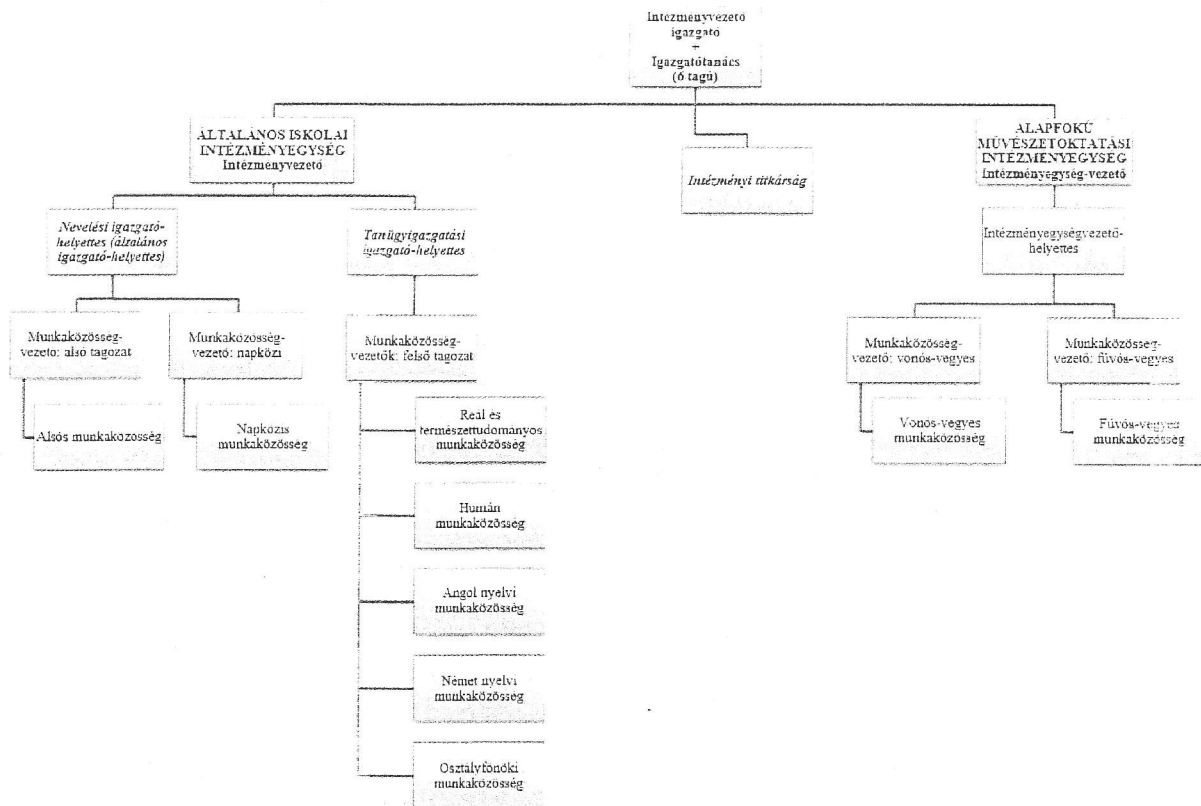 Intézményvezető
igazgató
+
Igazgatótanács
(6 tagú)
ÁLTALÁNOS ISKOLAI
INTÉZMÉNYEGYSÉG
Intézményvezető
Intézményi titkárság
ALAPFOKÚ
MŰVÉSZETOKTATÁSI
INTÉZMÉNYEGYSÉG
Intézményegység-vezető
Nevelési igazgató-
helyettes (általános
igazgató-helyettes)
Tanügyigazgatási
igazgató-helyettes
Intézményegységvezető-
helyettes
Munkaközösség-
vezető: alsó tagozat
Munkaközösség-
vezető: napközi
Munkaközösség-
vezetők: felső tagozat
Munkaközösség-
vezető: vonós-vegyes
Munkaközösség-
vezető: fúvós-vegyes
Alsós munkaközösség
Napközis
munkaközösség
Reál és
természettudományos
munkaközösség
Humán
munkaközösség
Angol nyelvi
munkaközösség
Német nyelvi
munkaközösség
Osztályfőnöki
munkaközösség
Vonós-vegyes
munkaközösség
Fúvós-vegyes
munkaközösség